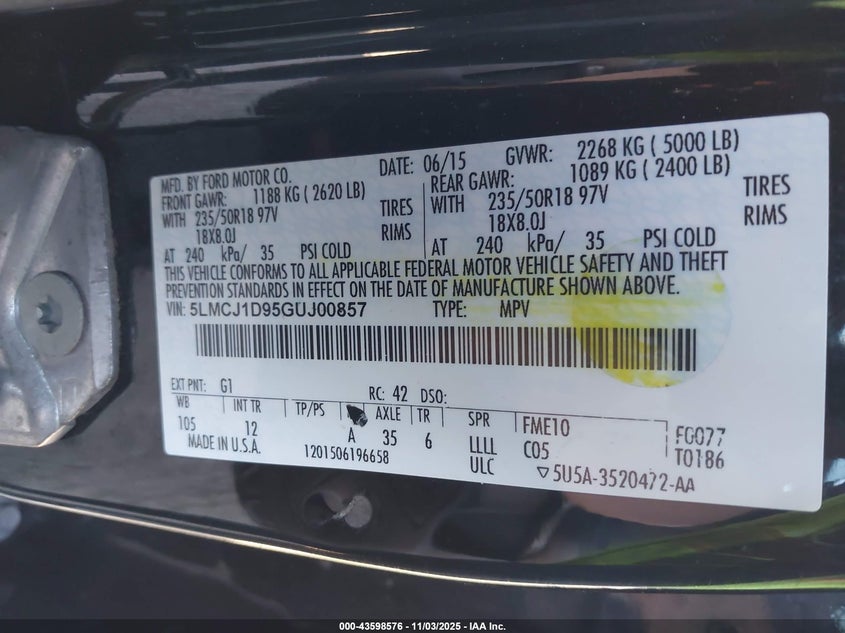 MFD. BY FORD MOTOR CO.
DATE: 06/15 GVWR: 2268 KG ( 5000 LB)
FRONT GAWR: 1188 KG ( 2620 LB) REAR GAWR: 1089 KG ( 2400 LB)
WITH 235/50R18 97V TIRES WITH 235/50R18 97V TIRES
18X8.0J RIMS 18X8.0J RIMS
AT 240 kPa/ 35 PSI COLD AT 240 kPa/ 35 PSI COLD
THIS VEHICLE CONFORMS TO ALL APPLICABLE FEDERAL MOTOR VEHICLE SAFETY AND THEFT
PREVENTION STANDARDS IN EFFECT ON THE DATE OF MANUFACTURE SHOWN ABOVE.
VIN: 5LMCJ1D95GUJ00857 TYPE: MPV
EXT PNT: G1 RC: 42 DSO:
WB INT TR TP/PS AXLE TR SPR FME10 F0077
105 12 A 35 6 LLLL C05 T0186
MADE IN U.S.A. 1201506196658 ULC ▽5U5A-3520472-AA
000-43598576 - 11/03/2025 - IAA Inc.